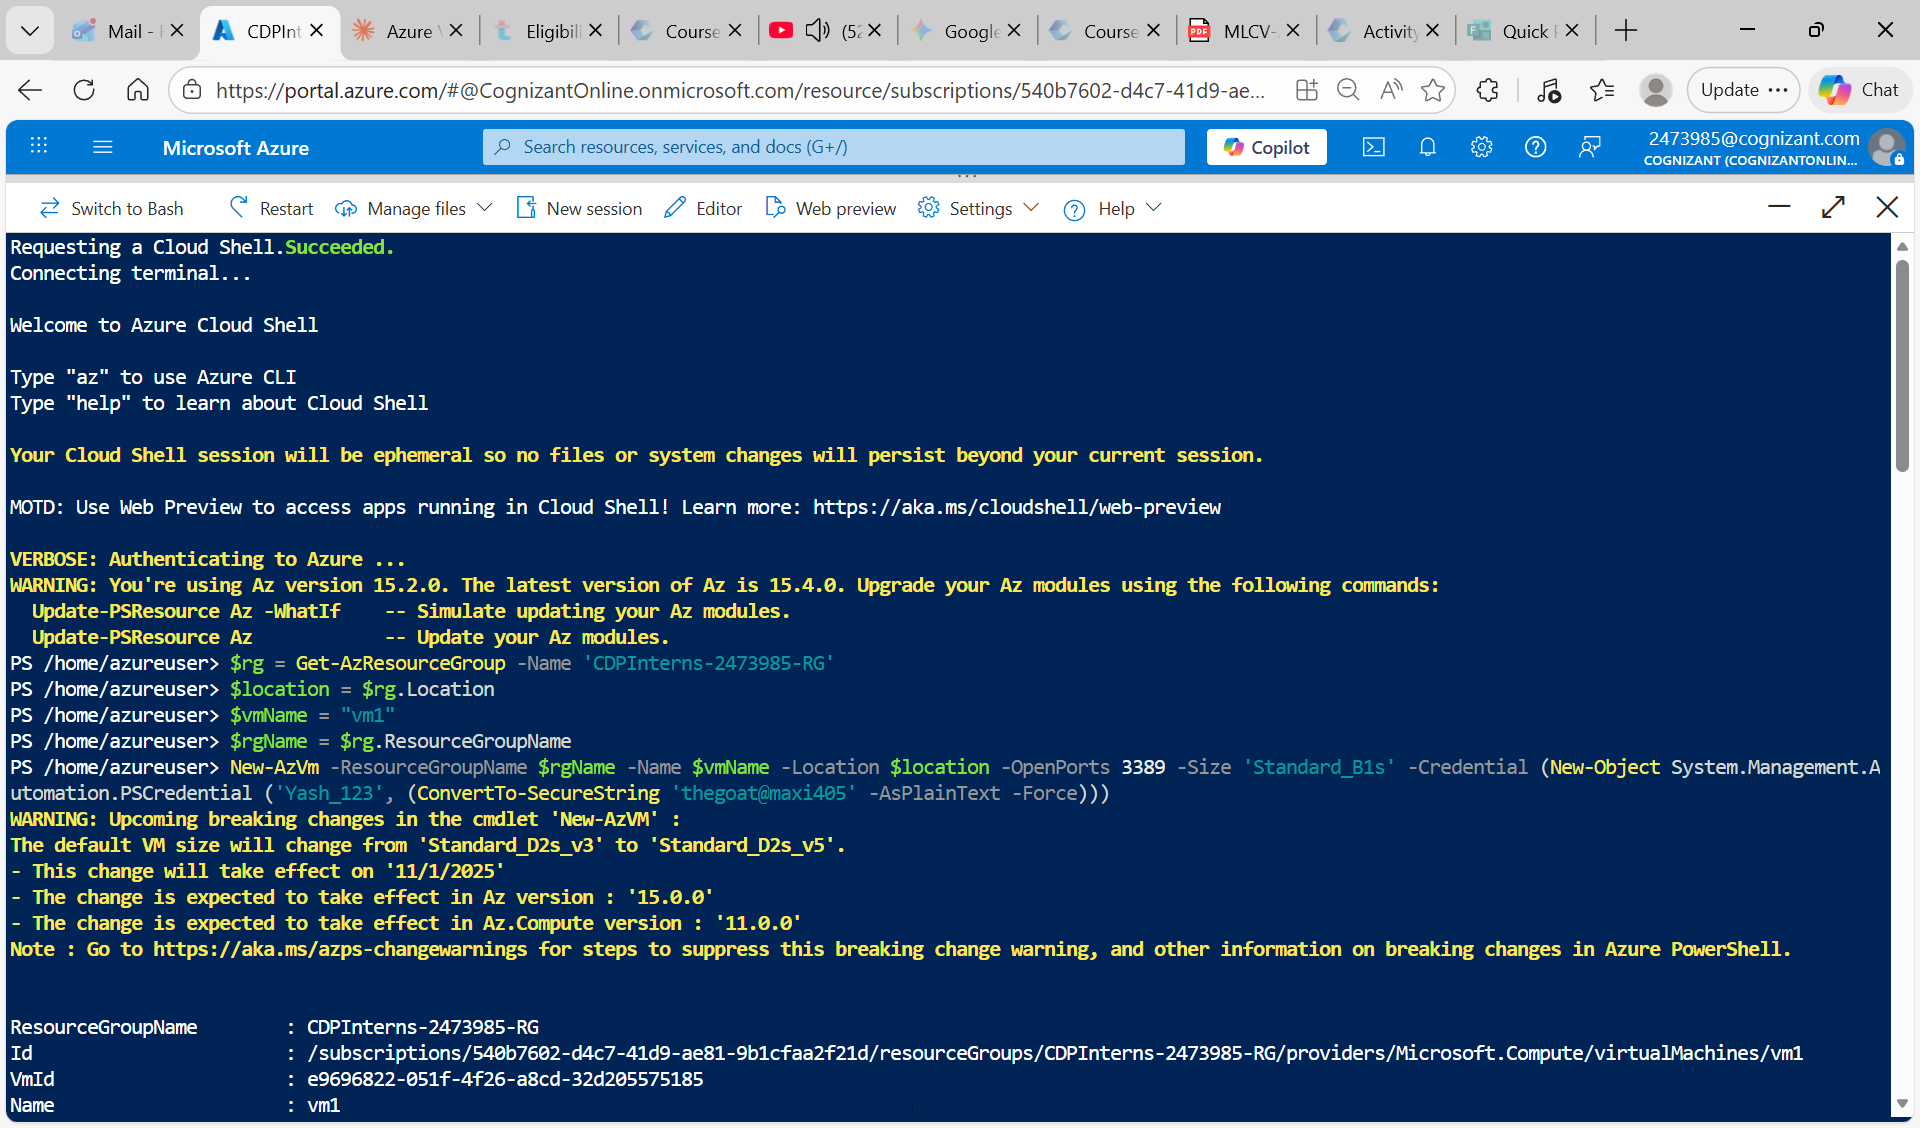 Mail -
CDPInt
Azure
Eligibili
Course
(52
Google
Course
PDF
MLCV-
Activity
Quick
https://portal.azure.com/#@CognizantOnline.onmicrosoft.com/resource/subscriptions/540b7602-d4c7-41d9-ae...
Update
Chat
Microsoft Azure
Search resources, services, and docs (G+/)
Copilot
2473985@cognizant.com
COGNIZANT (COGNIZANTONLIN...
Switch to Bash
Restart
Manage files
New session
Editor
Web preview
Settings
Help
Requesting a Cloud Shell.Succeeded.
Connecting terminal...
Welcome to Azure Cloud Shell
Type "az" to use Azure CLI
Type "help" to learn about Cloud Shell
Your Cloud Shell session will be ephemeral so no files or system changes will persist beyond your current session.
MOTD: Use Web Preview to access apps running in Cloud Shell! Learn more: https://aka.ms/cloudshell/web-preview
VERBOSE: Authenticating to Azure ...
WARNING: You're using Az version 15.2.0. The latest version of Az is 15.4.0. Upgrade your Az modules using the following commands:
  Update-PSResource Az -WhatIf    -- Simulate updating your Az modules.
  Update-PSResource Az            -- Update your Az modules.
PS /home/azureuser> $rg = Get-AzResourceGroup -Name 'CDPInterns-2473985-RG'
PS /home/azureuser> $location = $rg.Location
PS /home/azureuser> $vmName = "vm1"
PS /home/azureuser> $rgName = $rg.ResourceGroupName
PS /home/azureuser> New-AzVm -ResourceGroupName $rgName -Name $vmName -Location $location -OpenPorts 3389 -Size 'Standard_B1s' -Credential (New-Object System.Management.A
utomation.PSCredential ('Yash_123', (ConvertTo-SecureString 'thegoat@maxi405' -AsPlainText -Force)))
WARNING: Upcoming breaking changes in the cmdlet 'New-AzVM' :
The default VM size will change from 'Standard_D2s_v3' to 'Standard_D2s_v5'.
- This change will take effect on '11/1/2025'
- The change is expected to take effect in Az version : '15.0.0'
- The change is expected to take effect in Az.Compute version : '11.0.0'
Note : Go to https://aka.ms/azps-changewarnings for steps to suppress this breaking change warning, and other information on breaking changes in Azure PowerShell.
ResourceGroupName        : CDPInterns-2473985-RG
Id                       : /subscriptions/540b7602-d4c7-41d9-ae81-9b1cfaa2f21d/resourceGroups/CDPInterns-2473985-RG/providers/Microsoft.Compute/virtualMachines/vm1
VmId                     : e9696822-051f-4f26-a8cd-32d205575185
Name                     : vm1